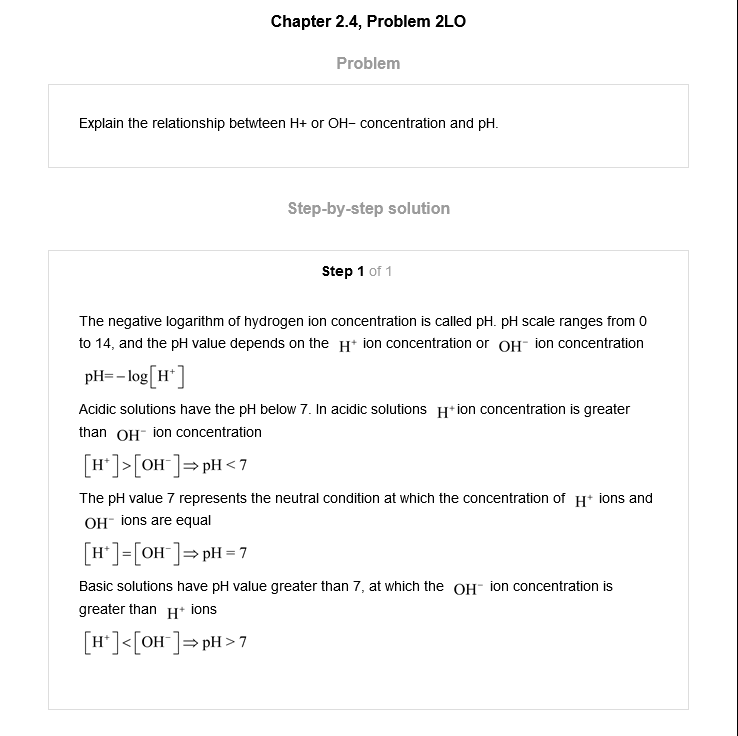 Chapter 2.4, Problem 2LO
Problem
Explain the relationship betwteen H+ or OH− concentration and pH.
Step-by-step solution
Step 1 of 1
The negative logarithm of hydrogen ion concentration is called pH. pH scale ranges from 0
to 14, and the pH value depends on the H⁺ ion concentration or OH⁻ ion concentration
pH=−log[H⁺]
Acidic solutions have the pH below 7. In acidic solutions H⁺ion concentration is greater
than OH⁻ ion concentration
[H⁺]>[OH⁻]⇒pH<7
The pH value 7 represents the neutral condition at which the concentration of H⁺ ions and
OH⁻ ions are equal
[H⁺]=[OH⁻]⇒pH=7
Basic solutions have pH value greater than 7, at which the OH⁻ ion concentration is
greater than H⁺ ions
[H⁺]<[OH⁻]⇒pH>7